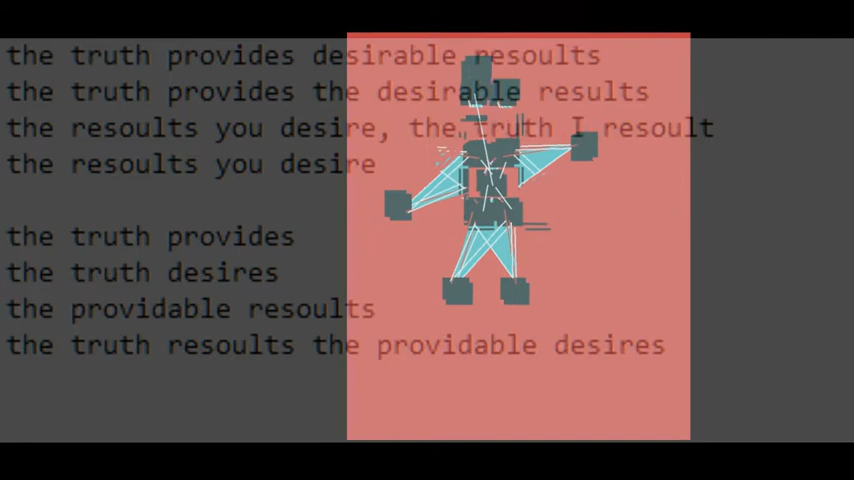 the truth provides desirable resoults
the truth provides the desirable results
the resoults you desire, the truth I resoult
the resoults you desire
the truth provides
the truth desires
the providable resoults
the truth resoults the providable desires